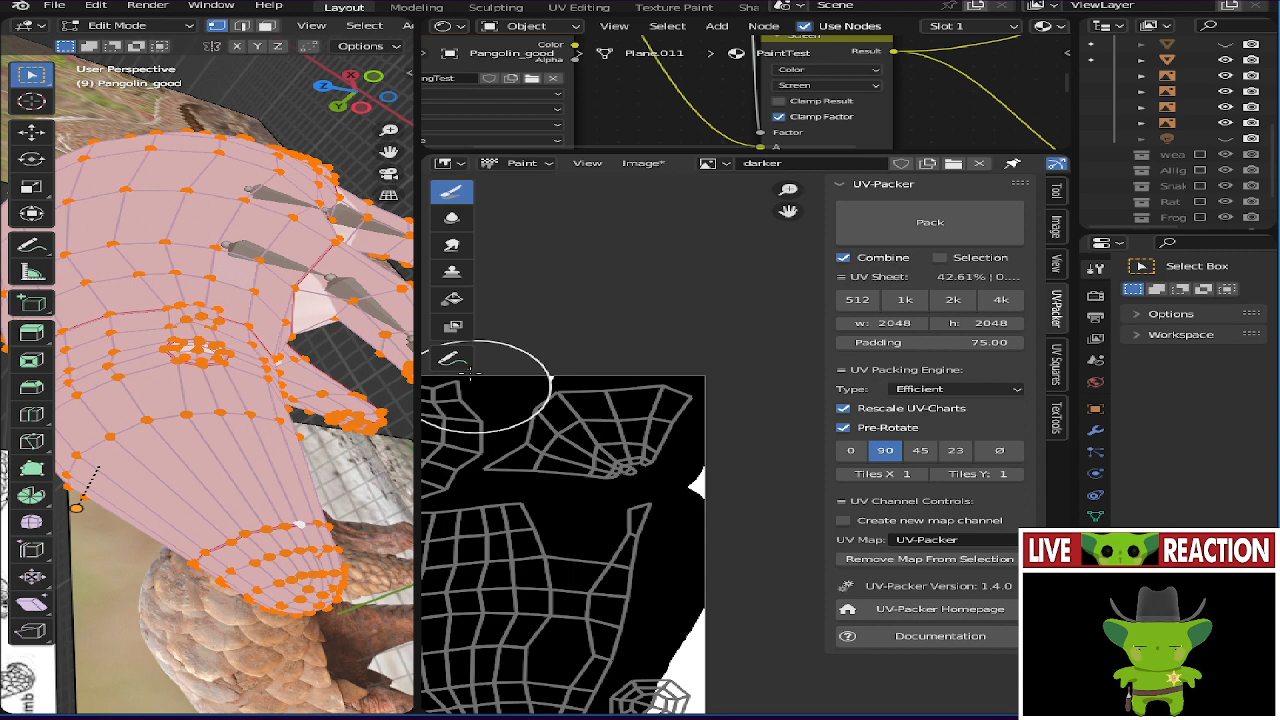 File Edit Render Window Help Layout Modeling Sculpting UV Editing Texture Paint Sha Scene ViewLayer
Edit Mode View Select Object View Select Add Node Use Nodes Slot 1
X Y Z Options
User Perspective
(9) Pangolin_good
X
Z
Y
Color
Alpha
Pangolin_good Plane.011 PaintTest
ngTest
Result
Color
Screen
Clamp Result
Clamp Factor
Factor
A
wea
Allig
Snak
Rat
Frog
Paint View Image* darker
UV-Packer
Pack
Combine Selection
UV Sheet: 42.61% | 0....
512 1k 2k 4k
w: 2048 h: 2048
Padding 75.00
UV Packing Engine:
Type: Efficient
Rescale UV-Charts
Pre-Rotate
0 90 45 23 Ø
Tiles X 1 Tiles Y: 1
UV Channel Controls:
Create new map channel
UV Map: UV-Packer
Remove Map From Selection
UV-Packer Version: 1.4.0
UV-Packer Homepage
Documentation
Tool
Image
View
UVPacker
UV Squares
TexTools
Select Box
Options
Workspace
LIVE REACTION
mb